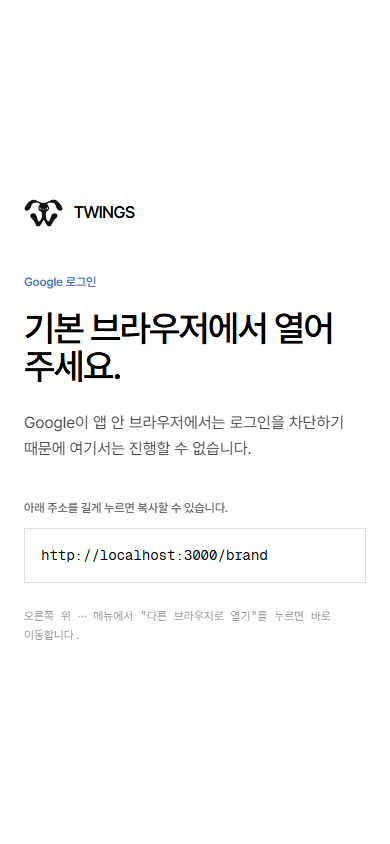 TWINGS
Google 로그인
기본 브라우저에서 열어
주세요.
Google이 앱 안 브라우저에서는 로그인을 차단하기
때문에 여기서는 진행할 수 없습니다.
아래 주소를 길게 누르면 복사할 수 있습니다.
http://localhost:3000/brand
오른쪽 위 ⋯ 메뉴에서 "다른 브라우저로 열기"를 누르면 바로
이동합니다.